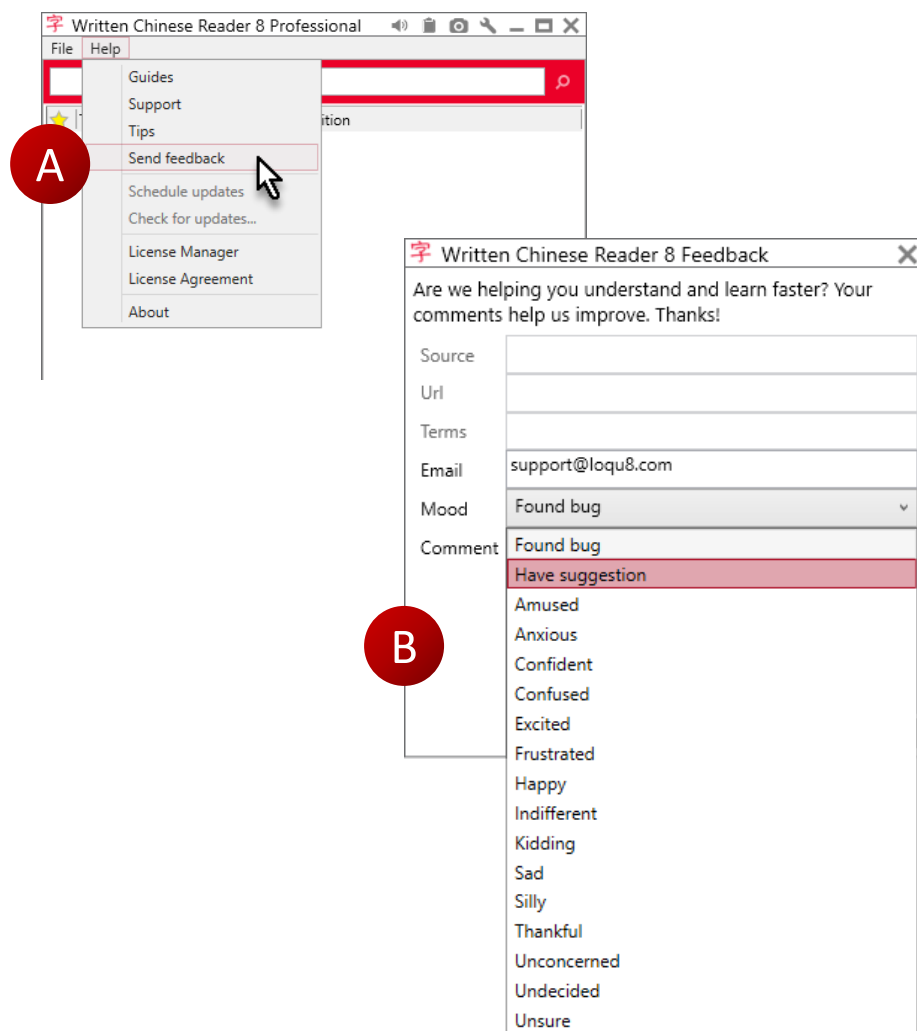 字 Written Chinese Reader 8 Professional
File Help
Guides
Support
Tips
Send feedback
Schedule updates
Check for updates...
License Manager
License Agreement
About
ition
A
字 Written Chinese Reader 8 Feedback
Are we helping you understand and learn faster? Your
comments help us improve. Thanks!
Source
Url
Terms
Email support@loqu8.com
Mood Found bug
Comment Found bug
Have suggestion
Amused
Anxious
Confident
Confused
Excited
Frustrated
Happy
Indifferent
Kidding
Sad
Silly
Thankful
Unconcerned
Undecided
Unsure
B